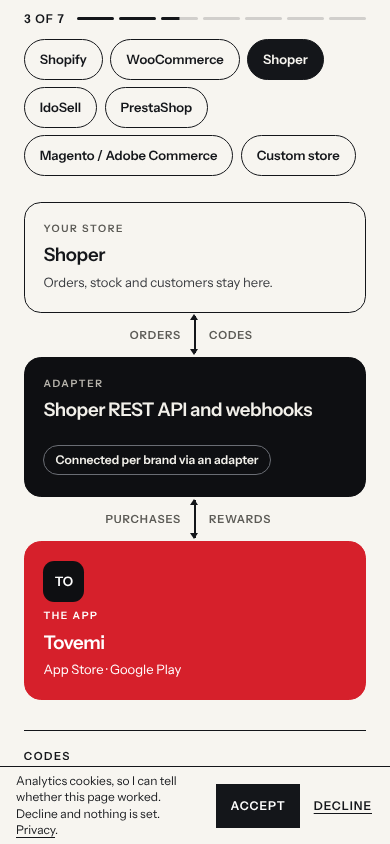 3 OF 7
Shopify WooCommerce Shoper
IdoSell PrestaShop
Magento / Adobe Commerce Custom store
YOUR STORE
Shoper
Orders, stock and customers stay here.
ORDERS CODES
ADAPTER
Shoper REST API and webhooks
Connected per brand via an adapter
PURCHASES REWARDS
TO
THE APP
Tovemi
App Store · Google Play
CODES
Analytics cookies, so I can tell
whether this page worked.
Decline and nothing is set.
Privacy.
ACCEPT DECLINE